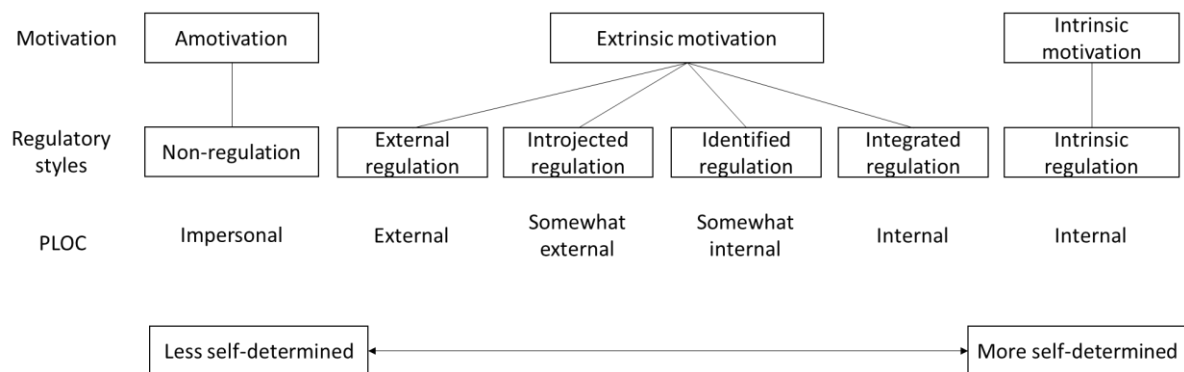 Motivation
Amotivation
Extrinsic motivation
Intrinsic
motivation
Regulatory
styles
Non-regulation
External
regulation
Introjected
regulation
Identified
regulation
Integrated
regulation
Intrinsic
regulation
PLOC
Impersonal
External
Somewhat
external
Somewhat
internal
Internal
Internal
Less self-determined
More self-determined